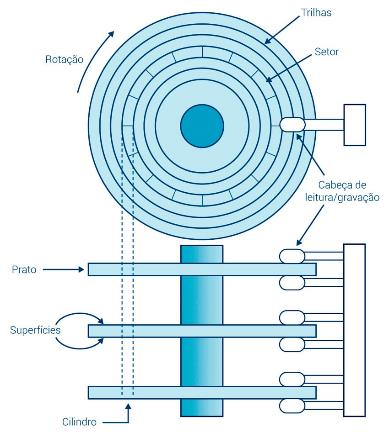 Trilhas
Setor
Rotação
Cabeça de
leitura/gravação
Prato
Superfícies
Cilindro